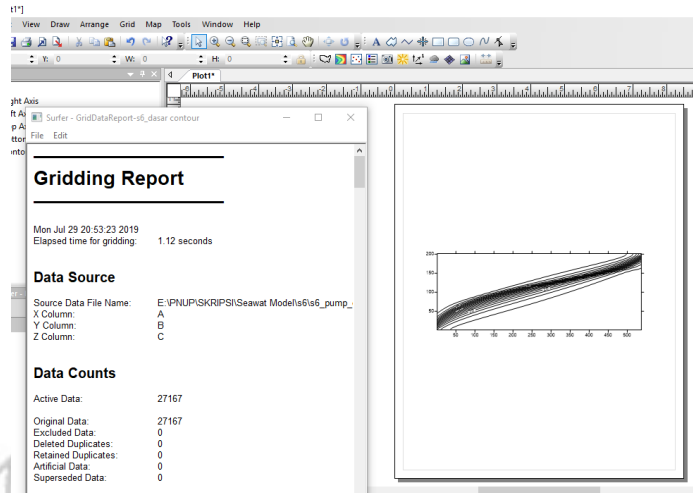 t1*]
View Draw Arrange Grid Map Tools Window Help
Y: 0 W: 0 H: 0
Plot1*
ght Axis
ft A
p A
ttor
onto
Surfer - GridDataReport-s6_dasar contour
File Edit
Gridding Report
Mon Jul 29 20:53:23 2019
Elapsed time for gridding: 1.12 seconds
Data Source
Source Data File Name: E:\PNUP\SKRIPSI\Seawat Model\s6\s6_pump_
X Column: A
Y Column: B
Z Column: C
Data Counts
Active Data: 27167
Original Data: 27167
Excluded Data: 0
Deleted Duplicates: 0
Retained Duplicates: 0
Artificial Data: 0
Superseded Data: 0
200
150
100
50
50 100 150 200 250 300 350 400 450 500